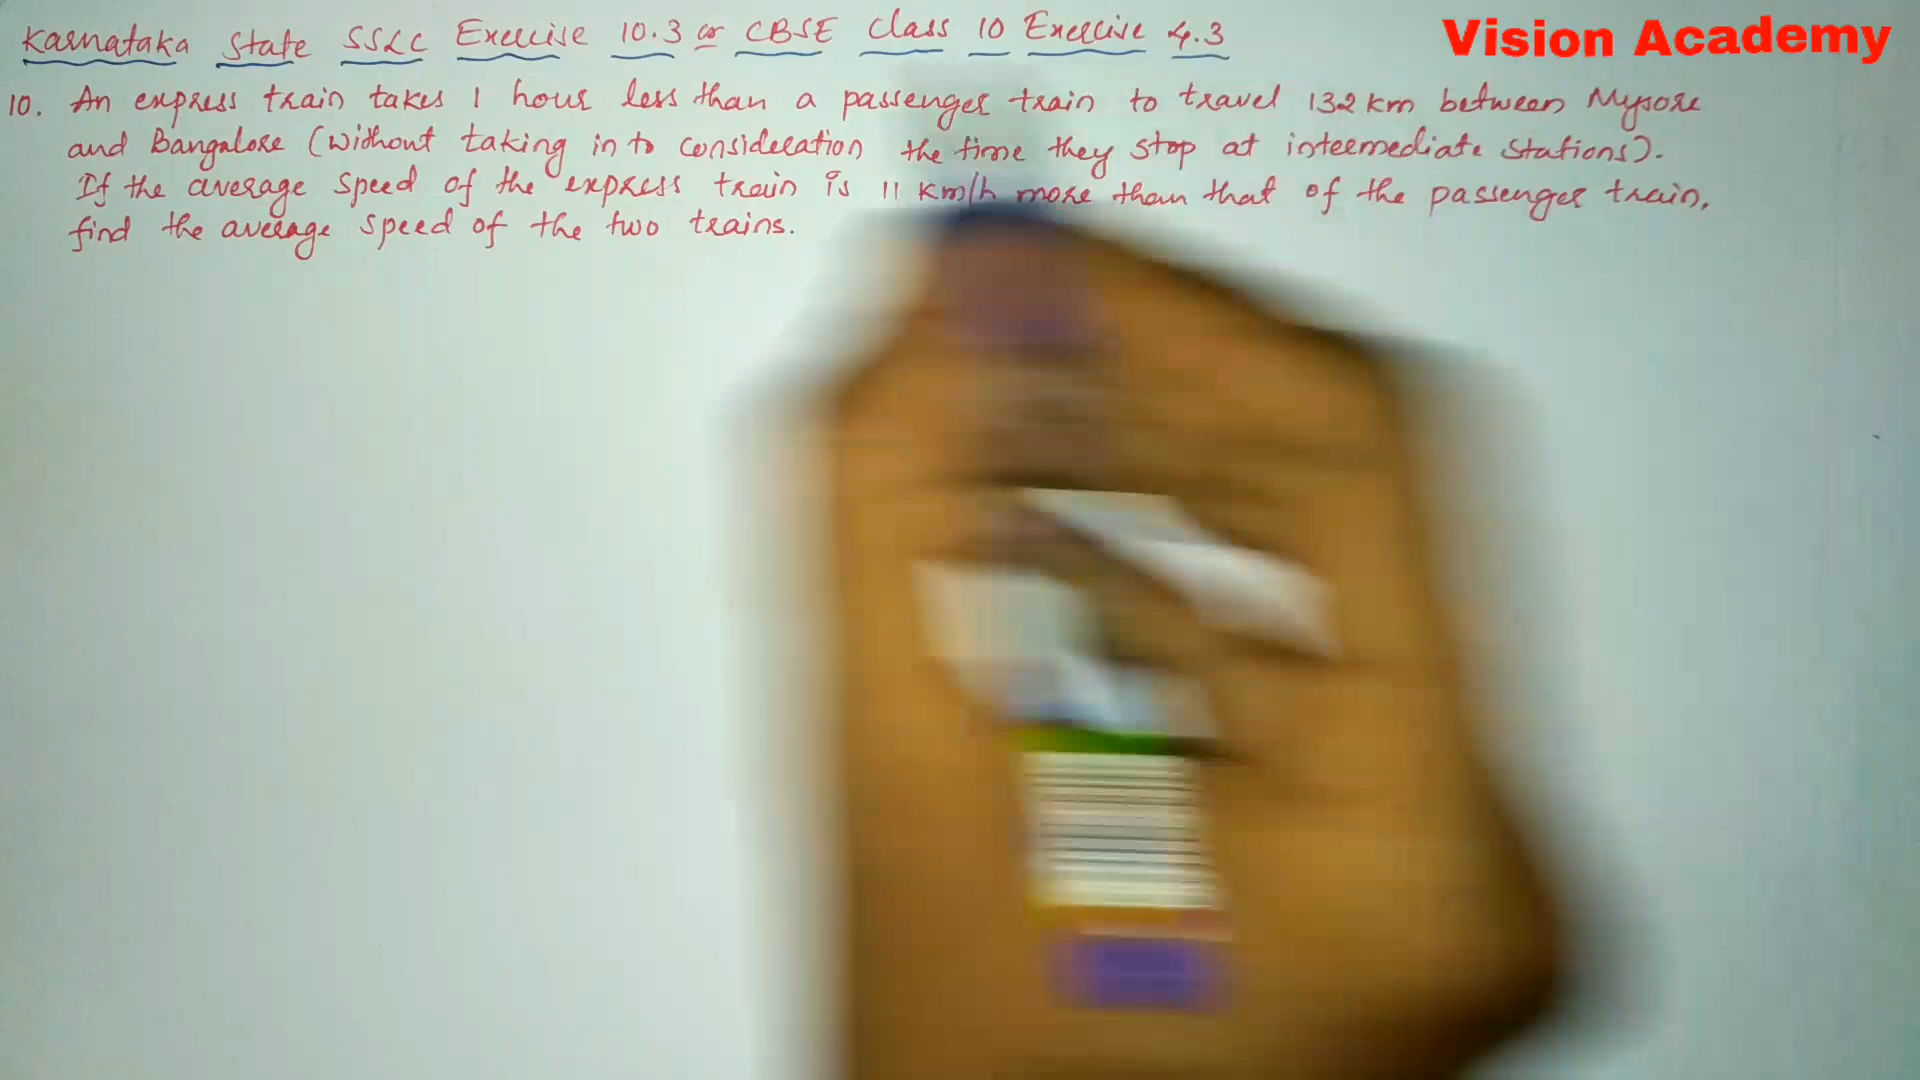 Karnataka State SSLC Exercise 10.3 or CBSE Class 10 Exercise 4.3
Vision Academy
10. An express train takes 1 hour less than a passenger train to travel 132 km between Mysore
and Bangalore (without taking into consideration the time they stop at intermediate stations).
If the average speed of the express train is 11 km/h more than that of the passenger train,
find the average speed of the two trains.